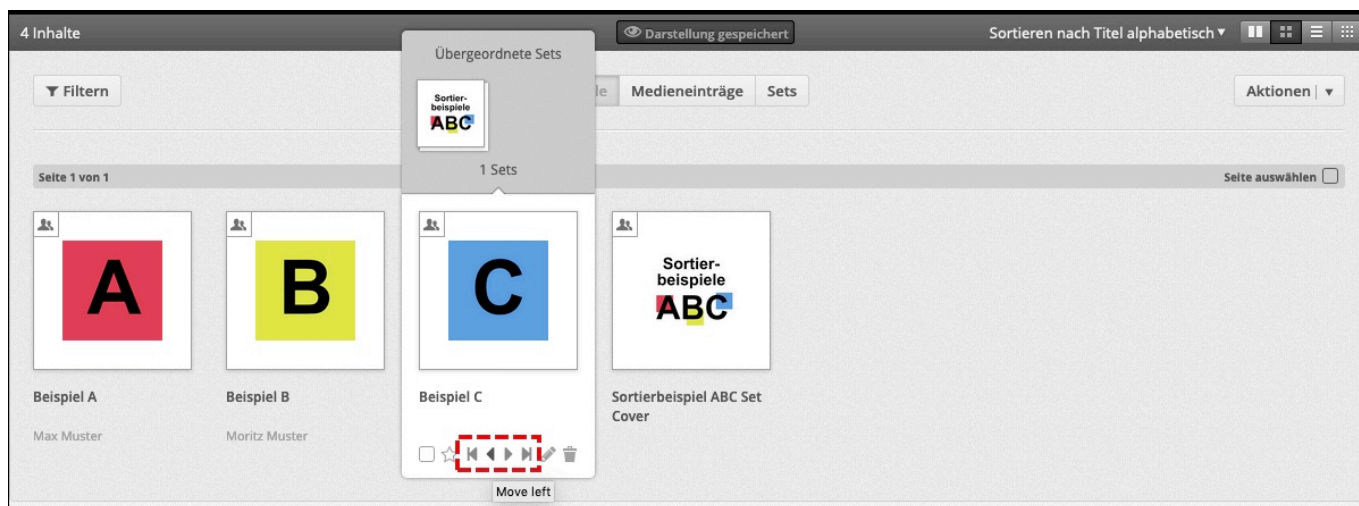 4 Inhalte
Darstellung gespeichert
Sortieren nach Titel alphabetisch
Übergeordnete Sets
Sortier-
beispiele
ABC
1 Sets
Filtern
Medieneinträge
Sets
Aktionen
Seite 1 von 1
Seite auswählen
A
B
C
Sortier-
beispiele
ABC
Beispiel A
Beispiel B
Beispiel C
Sortierbeispiel ABC Set
Cover
Max Muster
Moritz Muster
Move left